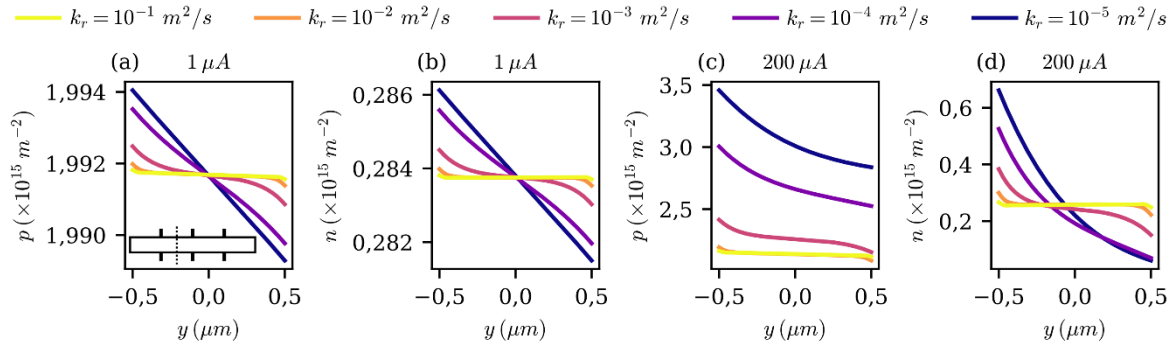 k_r = 10^{-1} m^2/s k_r = 10^{-2} m^2/s k_r = 10^{-3} m^2/s k_r = 10^{-4} m^2/s k_r = 10^{-5} m^2/s
(a) 1 μA
p (×10^{15} m^{-2})
1,994
1,992
1,990
−0,5 0,0 0,5
y (μm)
(b) 1 μA
n (×10^{15} m^{-2})
0,286
0,284
0,282
−0,5 0,0 0,5
y (μm)
(c) 200 μA
p (×10^{15} m^{-2})
3,5
3,0
2,5
−0,5 0,0 0,5
y (μm)
(d) 200 μA
n (×10^{15} m^{-2})
0,6
0,4
0,2
−0,5 0,0 0,5
y (μm)